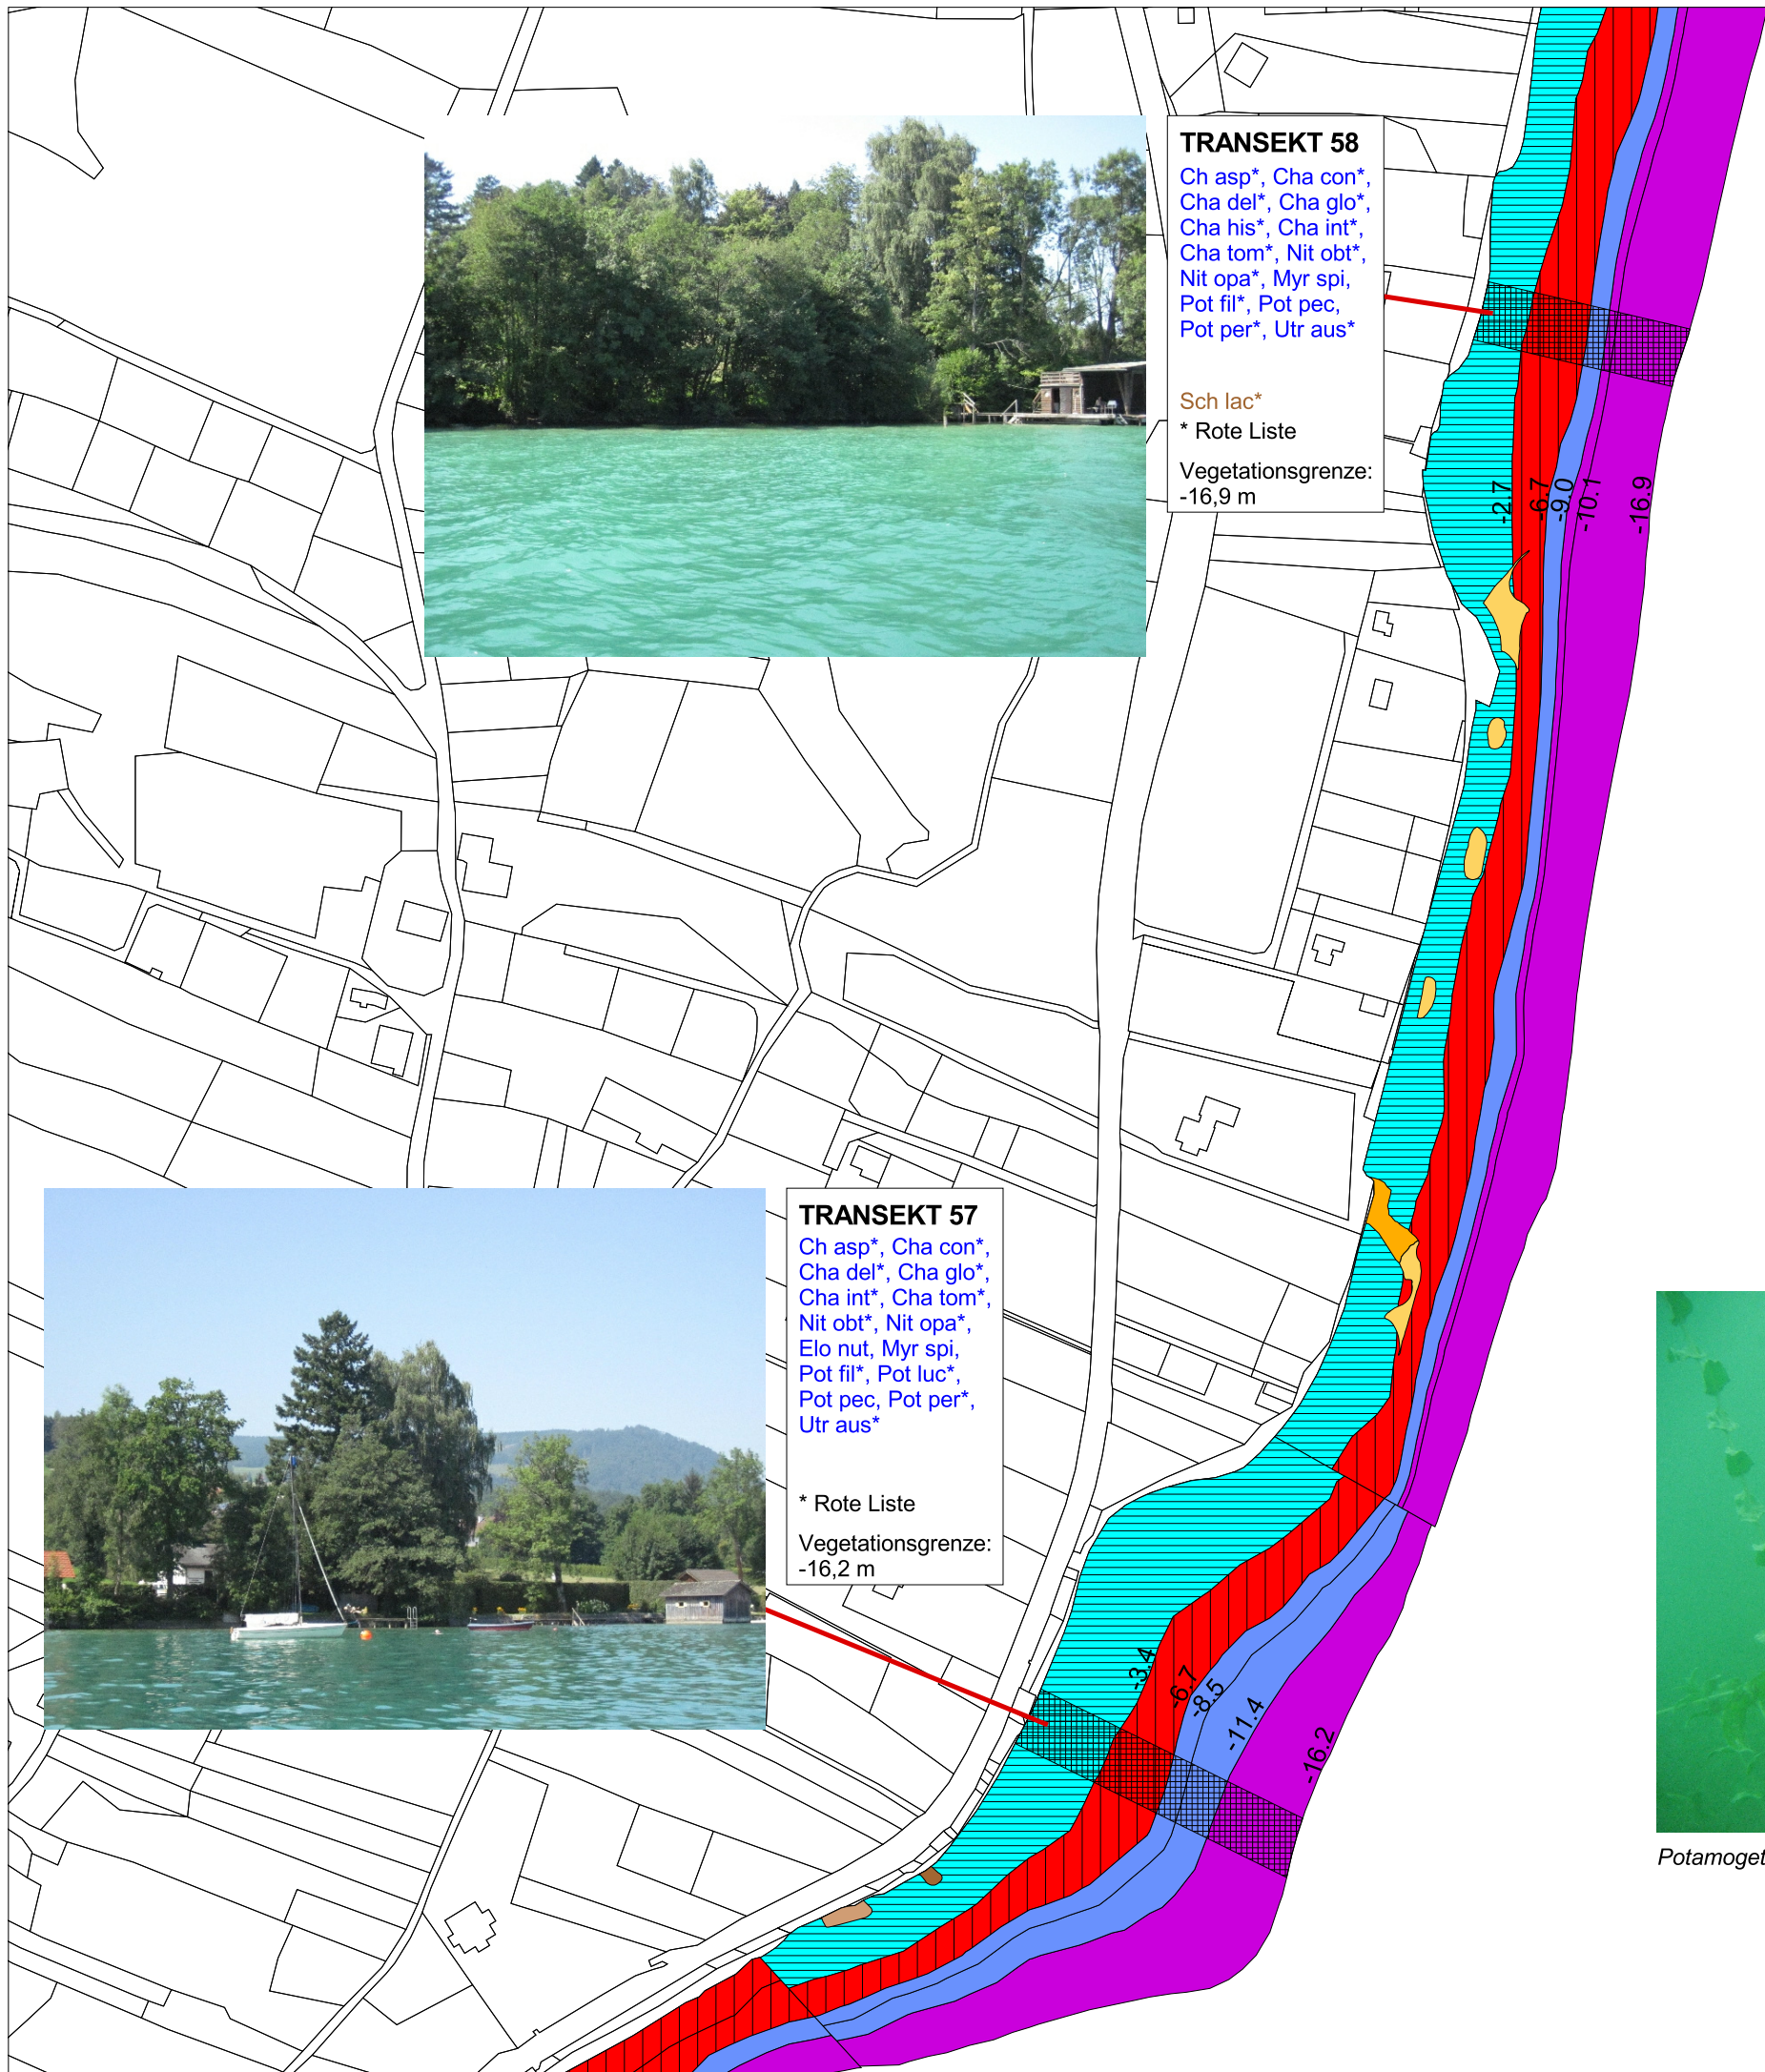 TRANSEKT 58
Ch asp*, Cha con*,
Cha del*, Cha glo*,
Cha his*, Cha int*,
Cha tom*, Nit obt*,
Nit opa*, Myr spi,
Pot fil*, Pot pec,
Pot per*, Utr aus*
Sch lac*
* Rote Liste
Vegetationsgrenze:
-16,9 m
-2.7
-6.7
-9.0
-10.1
-16.9
TRANSEKT 57
Ch asp*, Cha con*,
Cha del*, Cha glo*,
Cha int*, Cha tom*,
Nit obt*, Nit opa*,
Elo nut, Myr spi,
Pot fil*, Pot luc*,
Pot pec, Pot per*,
Utr aus*
* Rote Liste
Vegetationsgrenze:
-16,2 m
-3.4
-6.7
-8.5
-11.4
-16.2
Potamoget